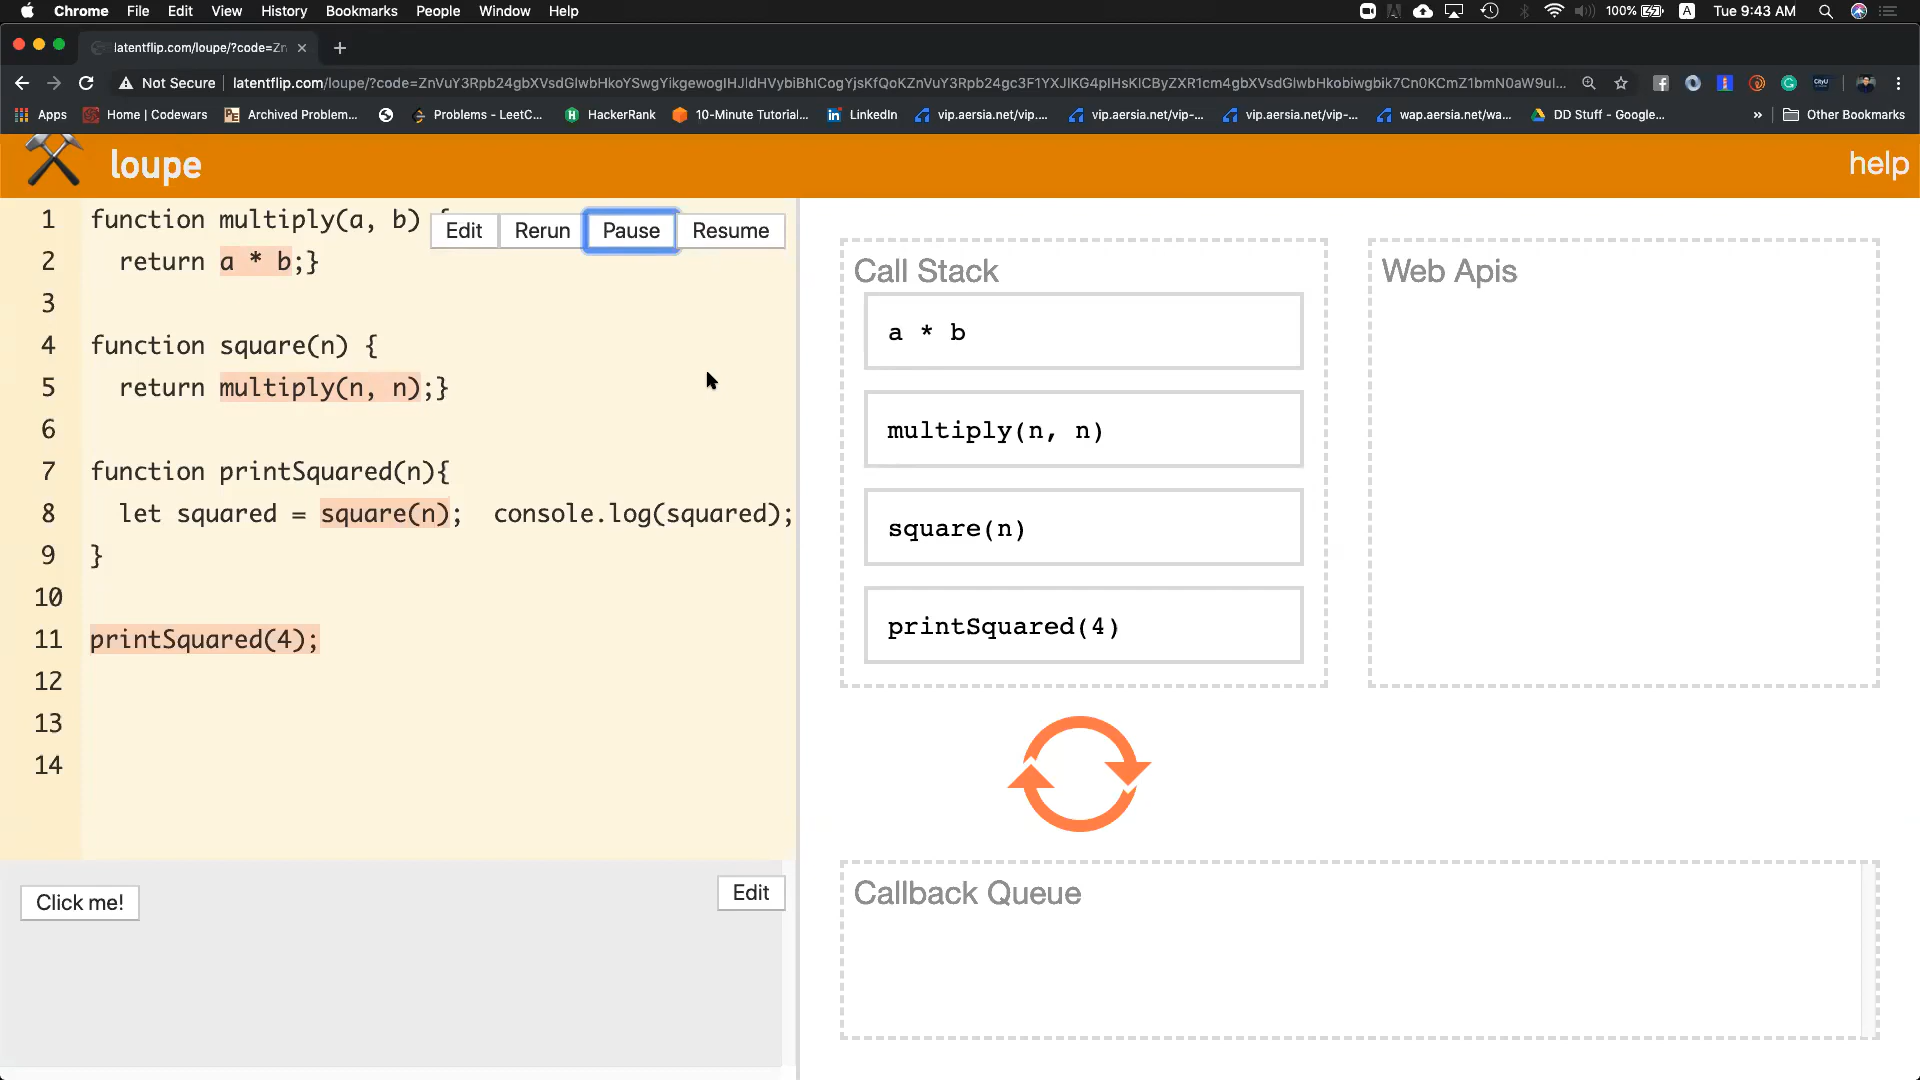 Chrome File Edit View History Bookmarks People Window Help 100% A Tue 9:43 AM
latentflip.com/loupe/?code=Zn
Not Secure latentflip.com/loupe/?code=
Apps Home | Codewars Archived Problem... Problems - LeetC... HackerRank 10-Minute Tutorial... LinkedIn vip.aersia.net/vip.... vip.aersia.net/vip-... vip.aersia.net/vip-... wap.aersia.net/wa... DD Stuff - Google... » Other Bookmarks
loupe
help
1 function multiply(a, b) {
Edit Rerun Pause Resume
2 return a * b;}
3
4 function square(n) {
5 return multiply(n, n);}
6
7 function printSquared(n){
8 let squared = square(n); console.log(squared);
9 }
10
11 printSquared(4);
12
13
14
Click me!
Edit
Call Stack
a * b
multiply(n, n)
square(n)
printSquared(4)
Web Apis
Callback Queue